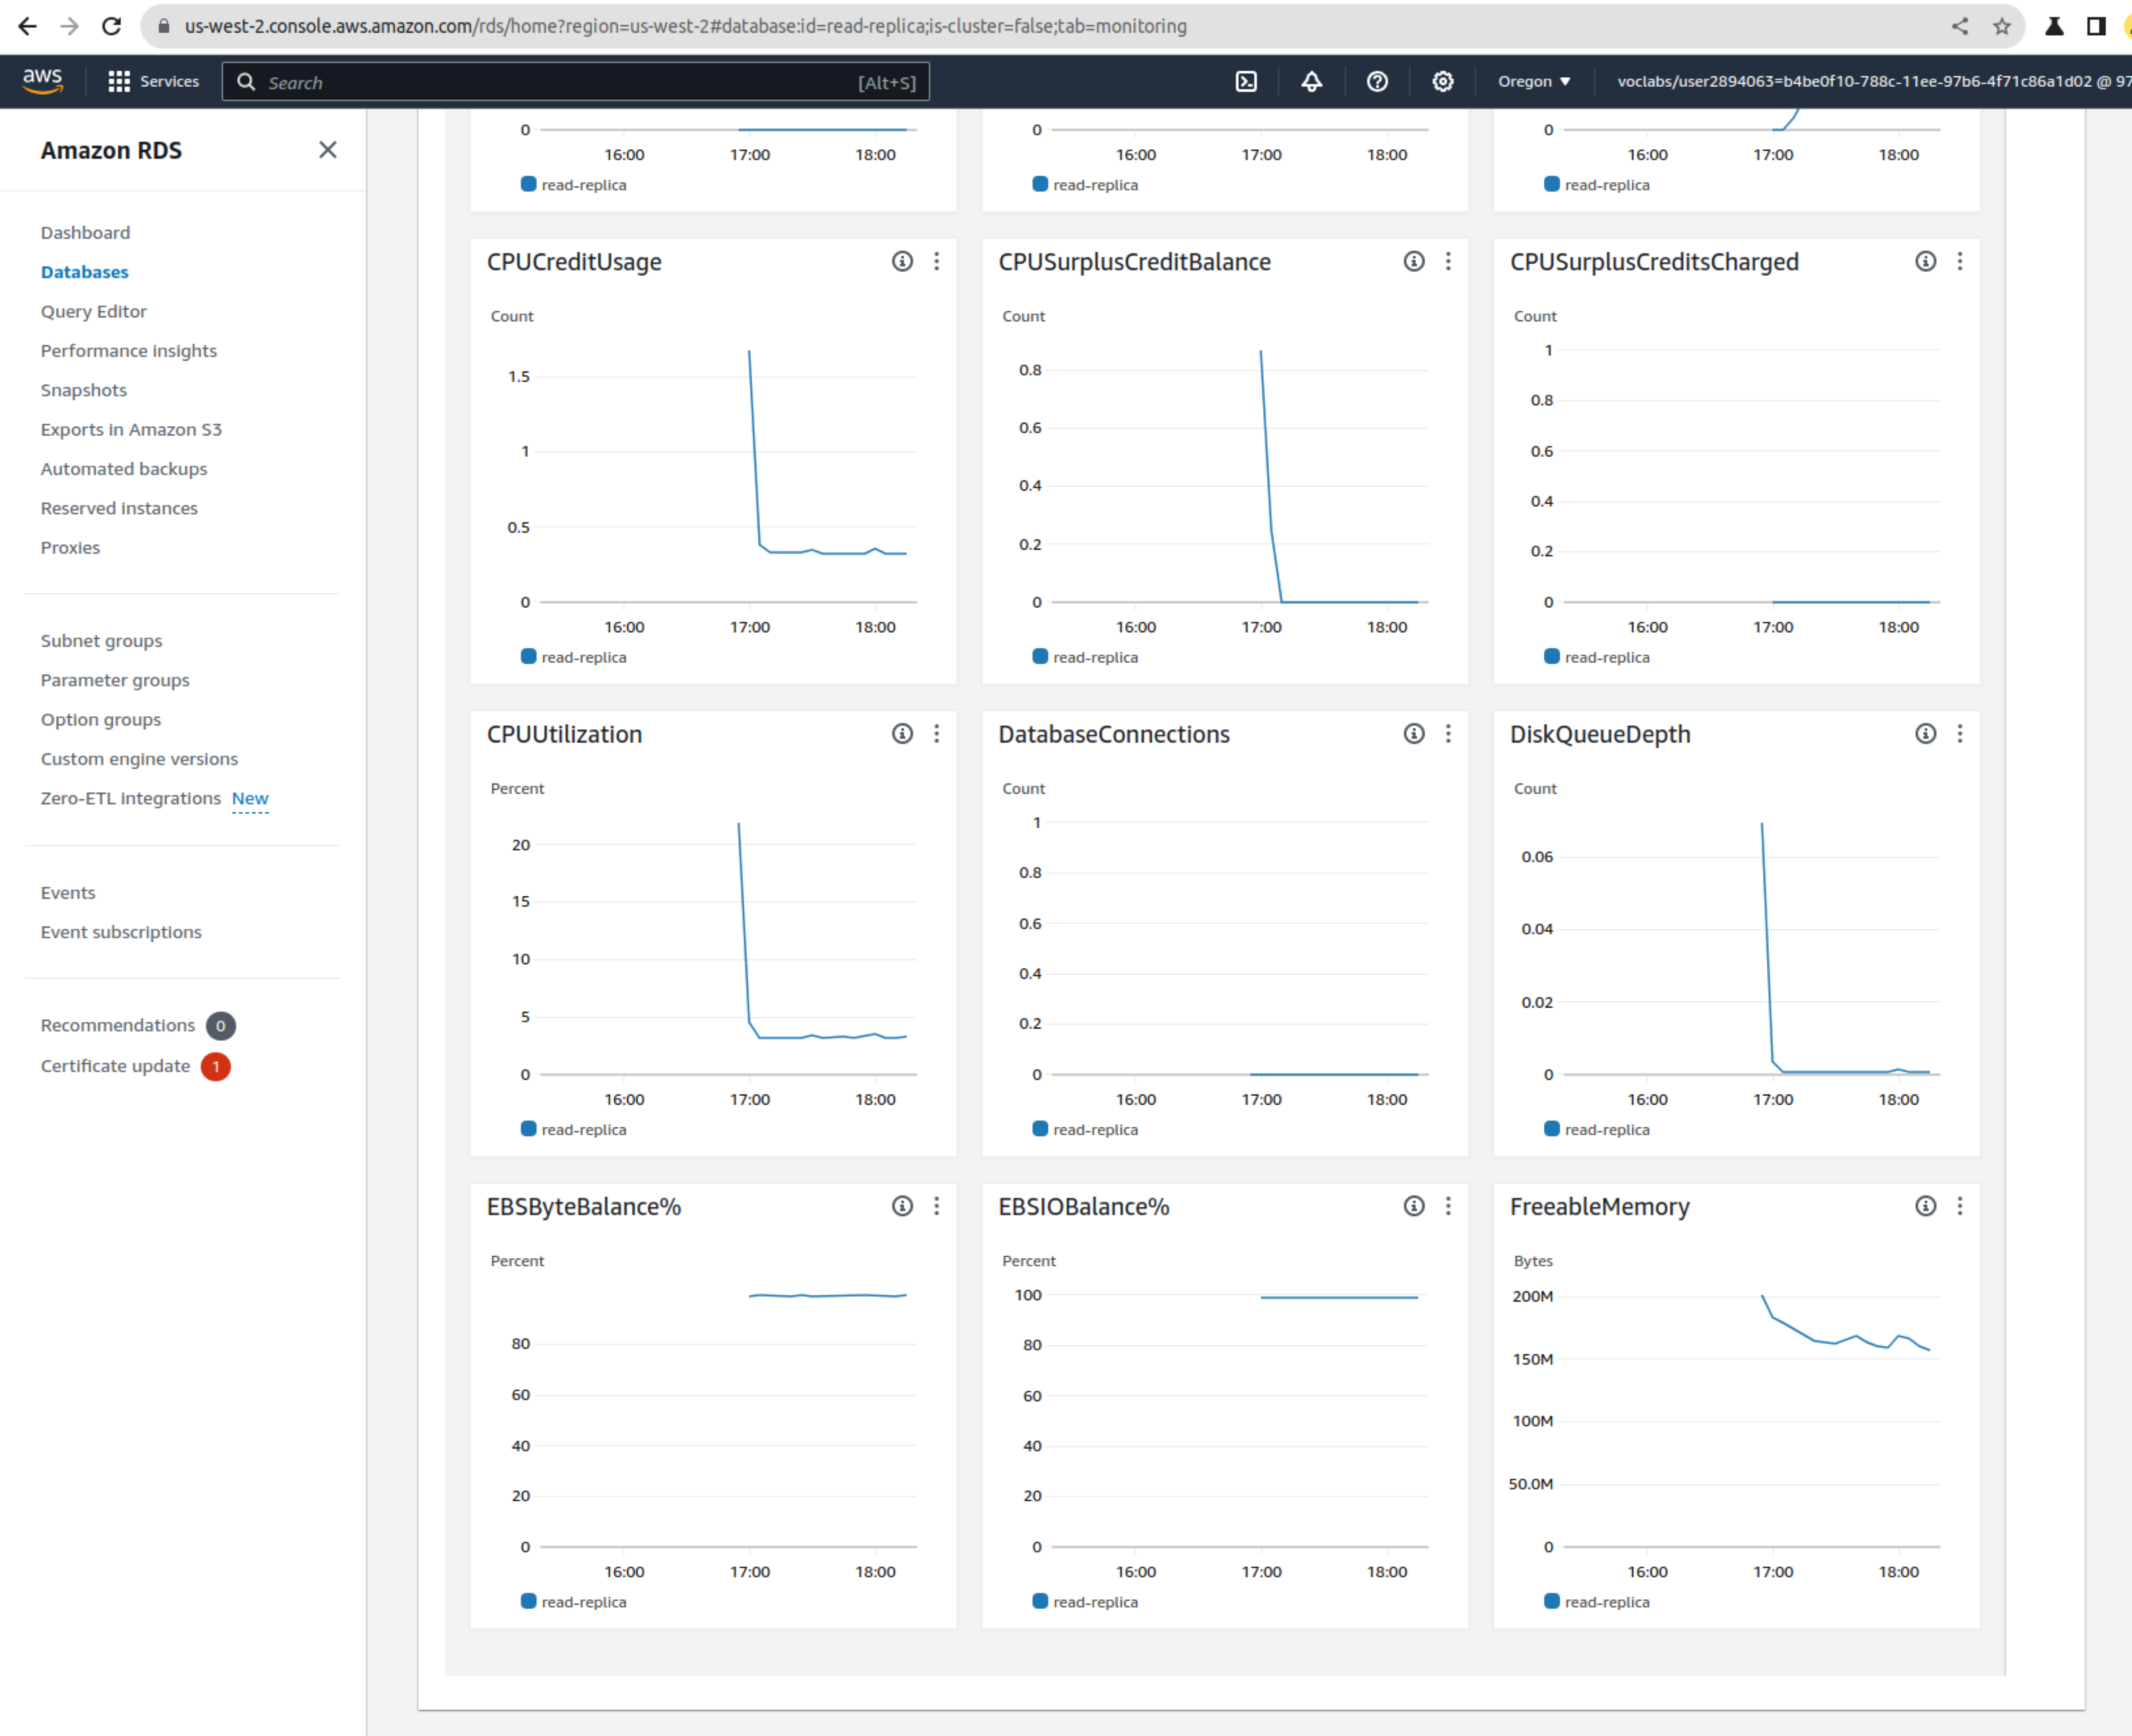 us-west-2.console.aws.amazon.com/rds/home?region=us-west-2#database:id=read-replica;is-cluster=false;tab=monitoring
aws Services Search [Alt+S] Oregon voclabs/user2894063=b4be0f10-788c-11ee-97b6-4f71c86a1d02 @ 97
Amazon RDS
Dashboard
Databases
Query Editor
Performance insights
Snapshots
Exports in Amazon S3
Automated backups
Reserved instances
Proxies
Subnet groups
Parameter groups
Option groups
Custom engine versions
Zero-ETL integrations New
Events
Event subscriptions
Recommendations 0
Certificate update 1
0
16:00 17:00 18:00
read-replica
0
16:00 17:00 18:00
read-replica
0
16:00 17:00 18:00
read-replica
CPUCreditUsage
Count
1.5
1
0.5
0
16:00 17:00 18:00
read-replica
CPUSurplusCreditBalance
Count
0.8
0.6
0.4
0.2
0
16:00 17:00 18:00
read-replica
CPUSurplusCreditsCharged
Count
1
0.8
0.6
0.4
0.2
0
16:00 17:00 18:00
read-replica
CPUUtilization
Percent
20
15
10
5
0
16:00 17:00 18:00
read-replica
DatabaseConnections
Count
1
0.8
0.6
0.4
0.2
0
16:00 17:00 18:00
read-replica
DiskQueueDepth
Count
0.06
0.04
0.02
0
16:00 17:00 18:00
read-replica
EBSByteBalance%
Percent
80
60
40
20
0
16:00 17:00 18:00
read-replica
EBSIOBalance%
Percent
100
80
60
40
20
0
16:00 17:00 18:00
read-replica
FreeableMemory
Bytes
200M
150M
100M
50.0M
0
16:00 17:00 18:00
read-replica